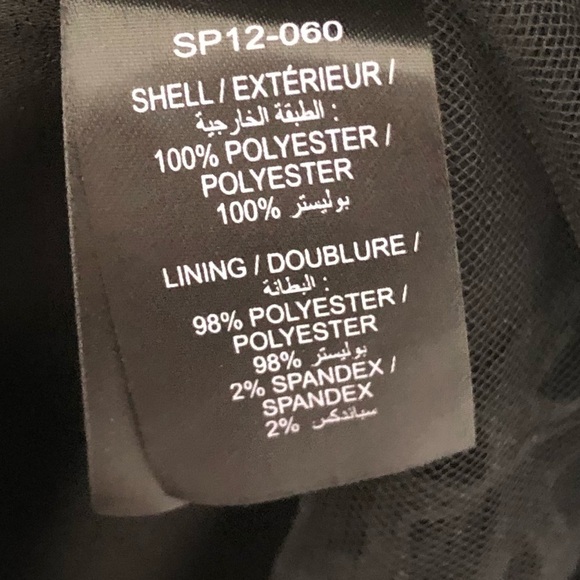 SP12-060
SHELL / EXTÉRIEUR /
الطبقة الخارجية :
100% POLYESTER /
POLYESTER
100% بوليستر
LINING / DOUBLURE /
البطانة :
98% POLYESTER /
POLYESTER
98% بوليستر
2% SPANDEX /
SPANDEX
2% سباندكس